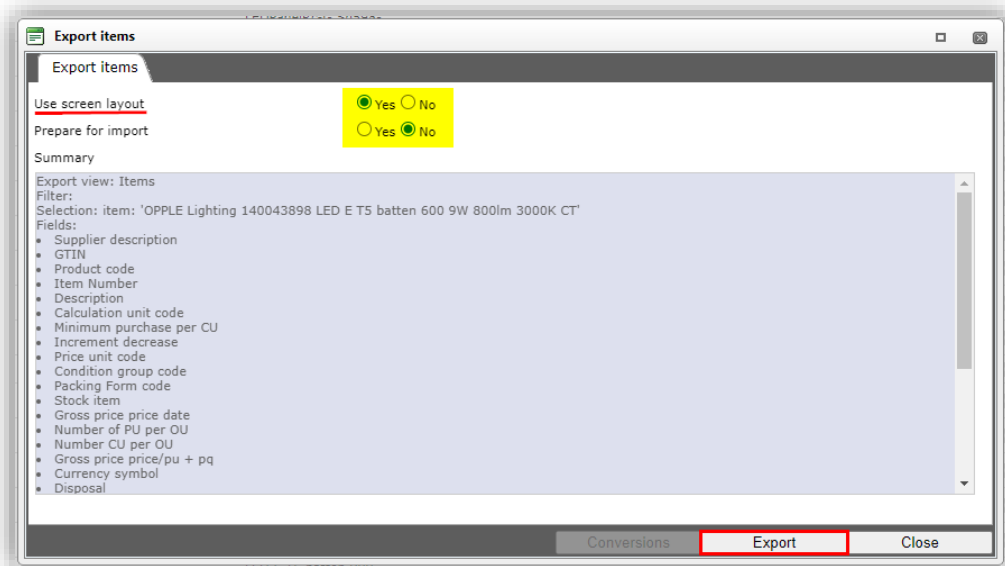 Export items
Export items
Use screen layout Yes No
Prepare for import Yes No
Summary
Export view: Items
Filter:
Selection: item: 'OPPLE Lighting 140043898 LED E T5 batten 600 9W 800lm 3000K CT'
Fields:
• Supplier description
• GTIN
• Product code
• Item Number
• Description
• Calculation unit code
• Minimum purchase per CU
• Increment decrease
• Price unit code
• Condition group code
• Packing Form code
• Stock item
• Gross price price date
• Number of PU per OU
• Number CU per OU
• Gross price price/pu + pq
• Currency symbol
• Disposal
Conversions Export Close